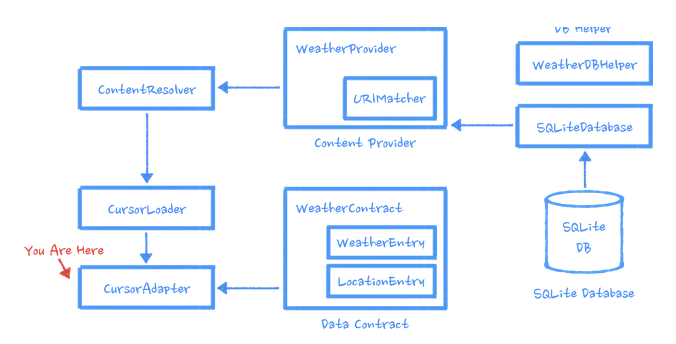 DB Helper
WeatherProvider
WeatherDBHelper
ContentResolver
URIMatcher
SQLiteDatabase
Content Provider
CursorLoader
WeatherContract
SQLite
DB
WeatherEntry
You Are Here
LocationEntry
CursorAdapter
SQLite Database
Data Contract